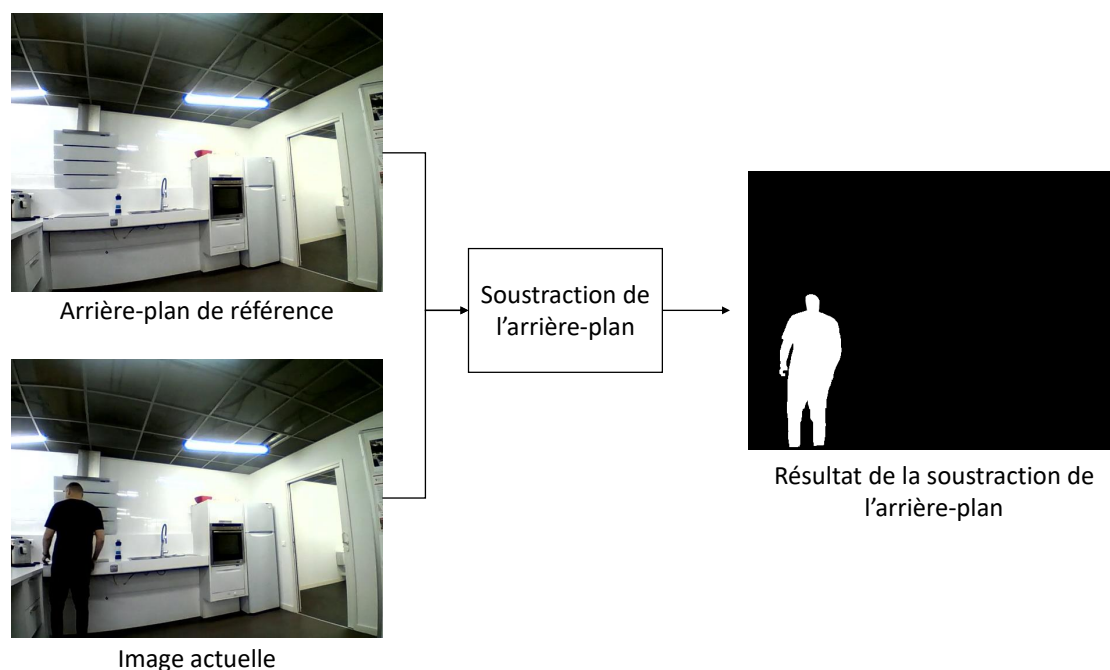 Arrière-plan de référence
Image actuelle
Soustraction de
l'arrière-plan
Résultat de la soustraction de
l'arrière-plan